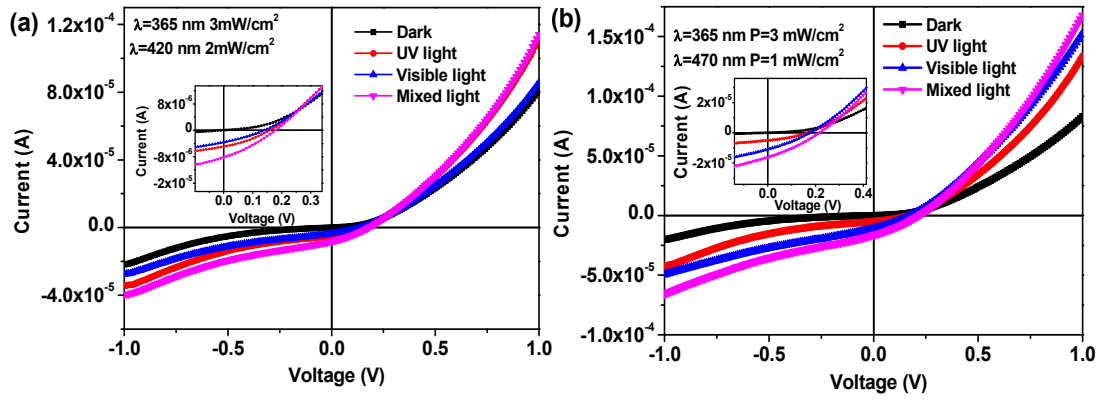 (a)
λ=365 nm 3mW/cm²
λ=420 nm 2mW/cm²
Dark
UV light
Visible light
Mixed light
1.2x10⁻⁴
8.0x10⁻⁵
4.0x10⁻⁵
0.0
-4.0x10⁻⁵
Current (A)
-1.0 -0.5 0.0 0.5 1.0
Voltage (V)
8x10⁻⁶
0
-8x10⁻⁶
-2x10⁻⁵
Current (A)
0.0 0.1 0.2 0.3
Voltage (V)
(b)
λ=365 nm P=3 mW/cm²
λ=470 nm P=1 mW/cm²
Dark
UV light
Visible light
Mixed light
1.5x10⁻⁴
1.0x10⁻⁴
5.0x10⁻⁵
0.0
-5.0x10⁻⁵
-1.0x10⁻⁴
Current (A)
-1.0 -0.5 0.0 0.5 1.0
Voltage (V)
2x10⁻⁵
0
-2x10⁻⁵
Current (A)
0.0 0.2 0.4
Voltage (V)